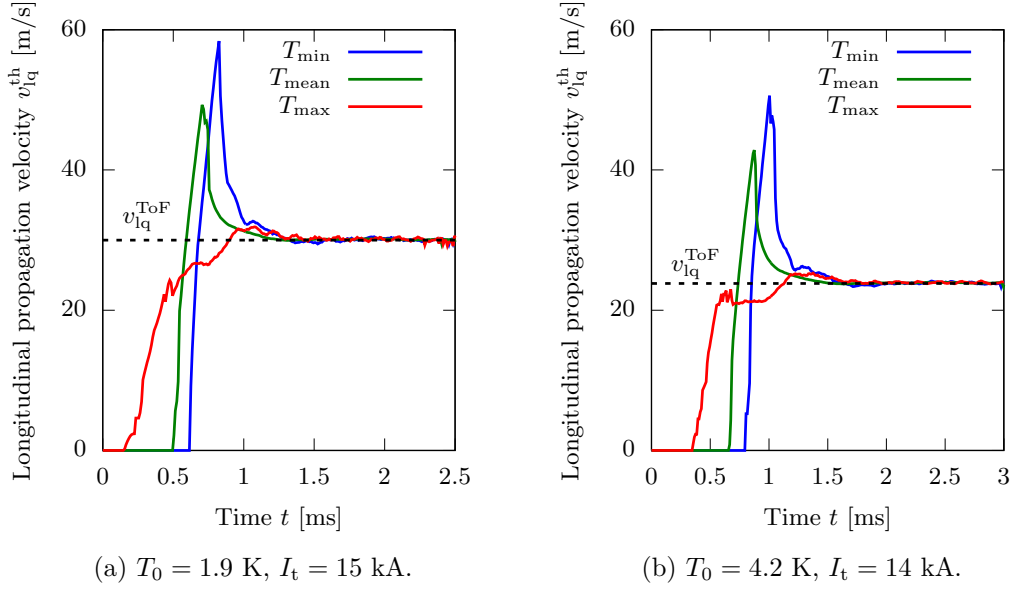 Longitudinal propagation velocity v_lq^th [m/s]
60
40
20
0
T_min
T_mean
T_max
v_lq^ToF
0 0.5 1 1.5 2 2.5
Time t [ms]
(a) T_0 = 1.9 K, I_t = 15 kA.
Longitudinal propagation velocity v_lq^th [m/s]
60
40
20
0
T_min
T_mean
T_max
v_lq^ToF
0 0.5 1 1.5 2 2.5 3
Time t [ms]
(b) T_0 = 4.2 K, I_t = 14 kA.